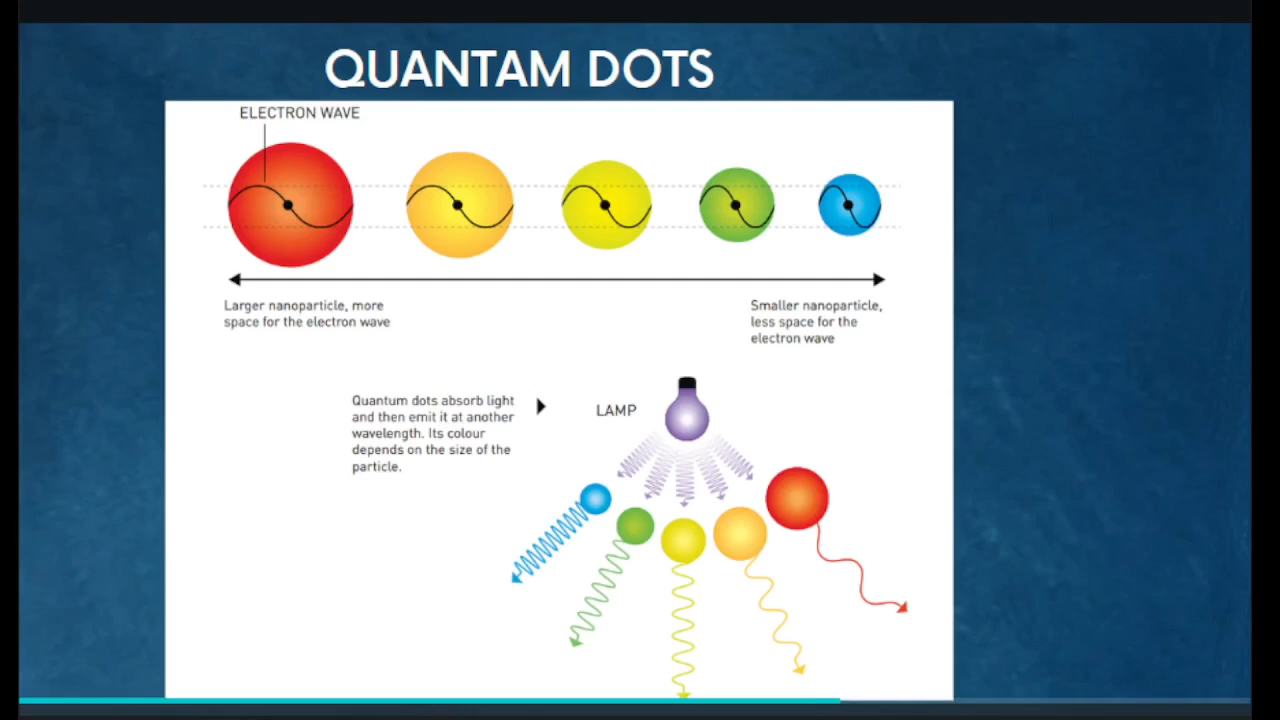 QUANTAM DOTS
ELECTRON WAVE
Larger nanoparticle, more
space for the electron wave
Smaller nanoparticle,
less space for the
electron wave
Quantum dots absorb light
and then emit it at another
wavelength. Its colour
depends on the size of the
particle.
LAMP